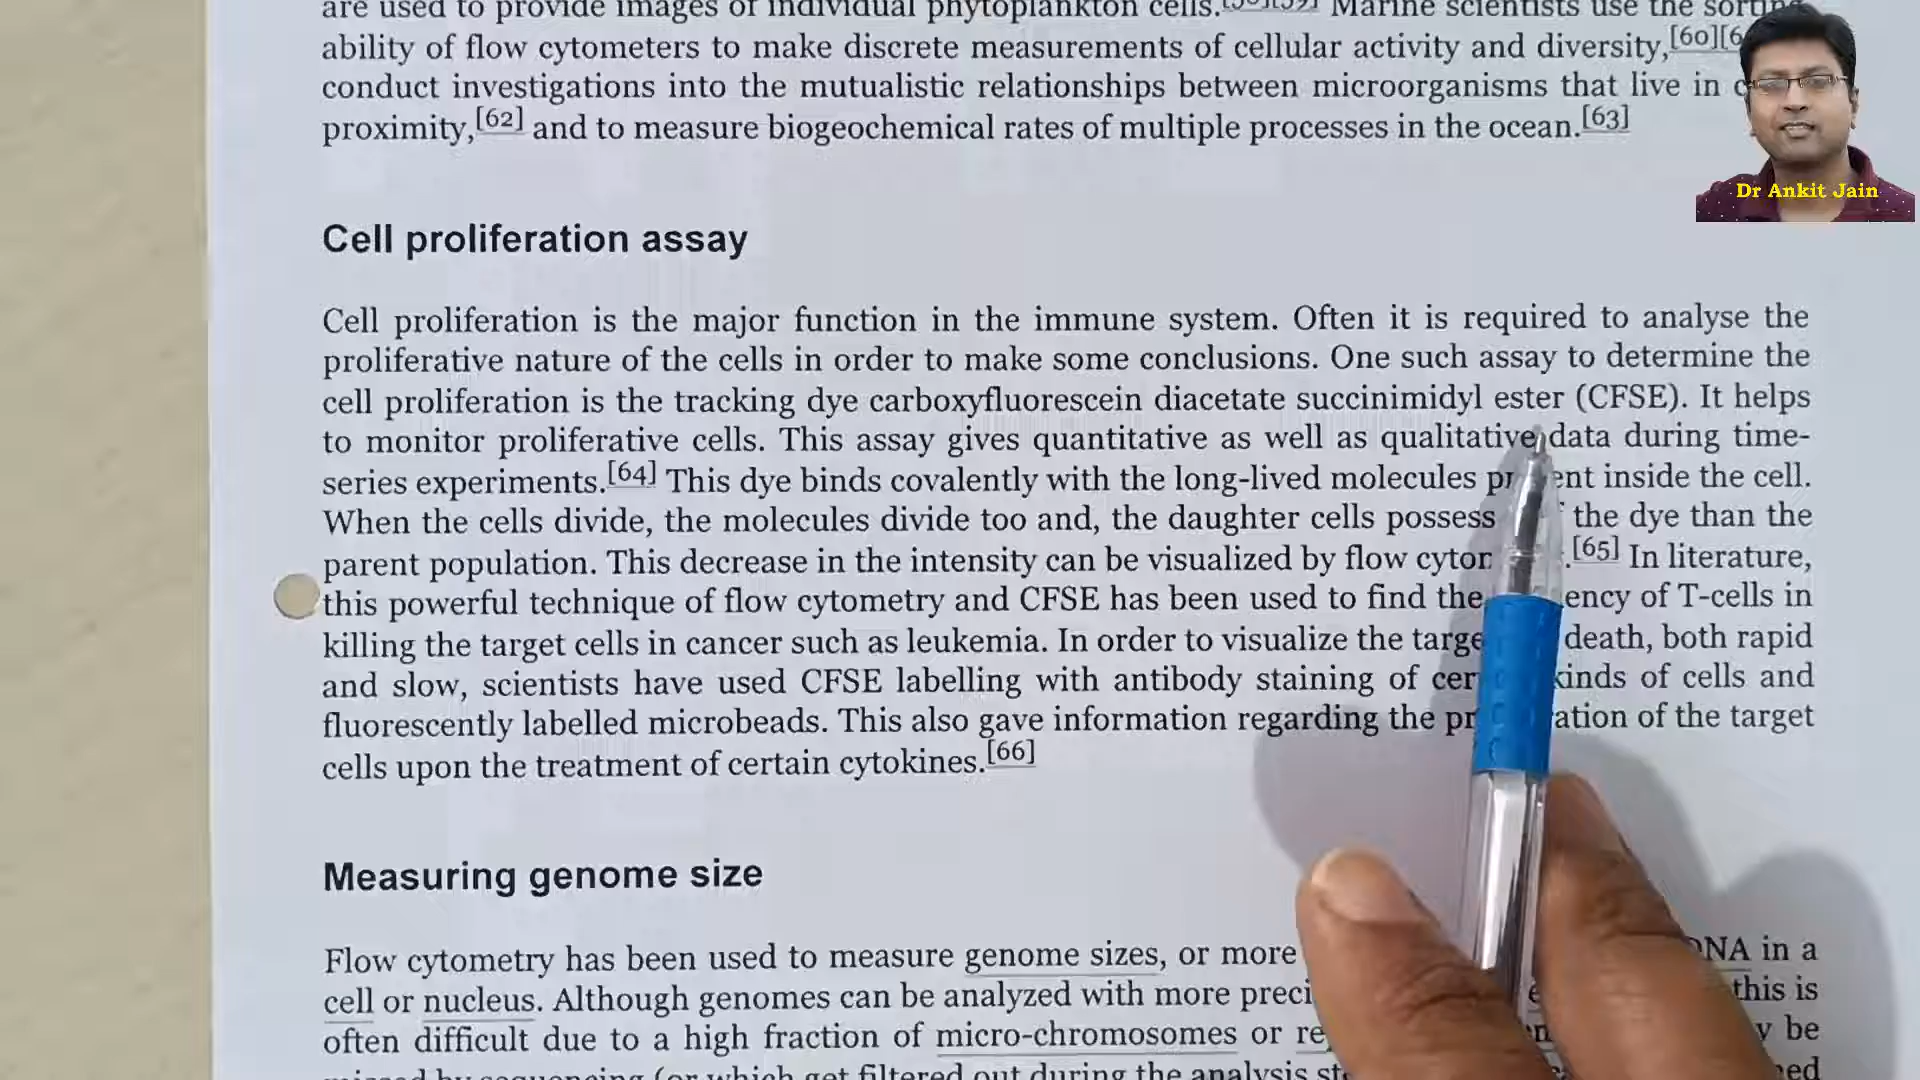 are used to provide images of individual phytoplankton cells. Marine scientists use the sorting
ability of flow cytometers to make discrete measurements of cellular activity and diversity,[60]
conduct investigations into the mutualistic relationships between microorganisms that live in
proximity,[62] and to measure biogeochemical rates of multiple processes in the ocean.[63]
Dr Ankit Jain
Cell proliferation assay
Cell proliferation is the major function in the immune system. Often it is required to analyse the
proliferative nature of the cells in order to make some conclusions. One such assay to determine the
cell proliferation is the tracking dye carboxyfluorescein diacetate succinimidyl ester (CFSE). It helps
to monitor proliferative cells. This assay gives quantitative as well as qualitative data during time-
series experiments.[64] This dye binds covalently with the long-lived molecules inside the cell.
When the cells divide, the molecules divide too and, the daughter cells possess the dye than the
parent population. This decrease in the intensity can be visualized by flow .[65] In literature,
this powerful technique of flow cytometry and CFSE has been used to find the of T-cells in
killing the target cells in cancer such as leukemia. In order to visualize the death, both rapid
and slow, scientists have used CFSE labelling with antibody staining of kinds of cells and
fluorescently labelled microbeads. This also gave information regarding the of the target
cells upon the treatment of certain cytokines.[66]
Measuring genome size
Flow cytometry has been used to measure genome sizes, or more DNA in a
cell or nucleus. Although genomes can be analyzed with more this is
often difficult due to a high fraction of micro-chromosomes or be
missed by sequencing (or which get filtered out during the analysis